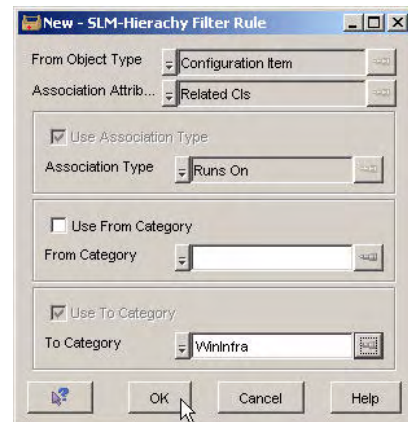 New - SLM-Hierachy Filter Rule
From Object Type Configuration Item
Association Attrib... Related CIs
Use Association Type
Association Type Runs On
Use From Category
From Category
Use To Category
To Category WinInfra
OK Cancel Help